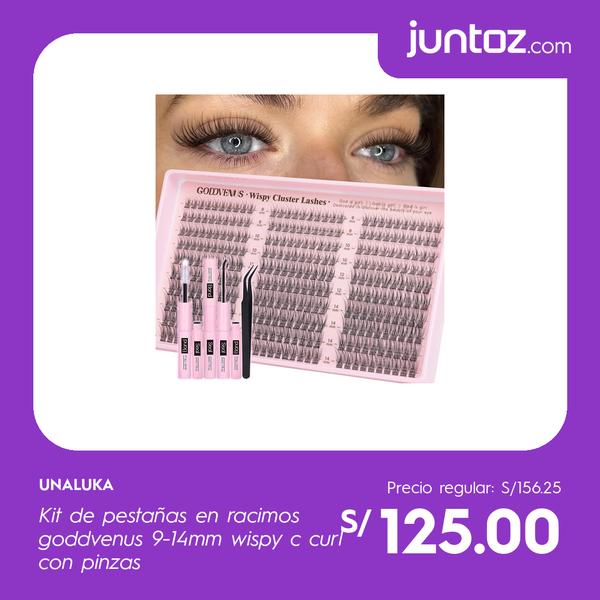 juntoz.com
GODDVENUS · Wispy Cluster Lashes ·
UNALUKA
Kit de pestañas en racimos
goddvenus 9-14mm wispy c curl
con pinzas
Precio regular: S/156.25
S/ 125.00